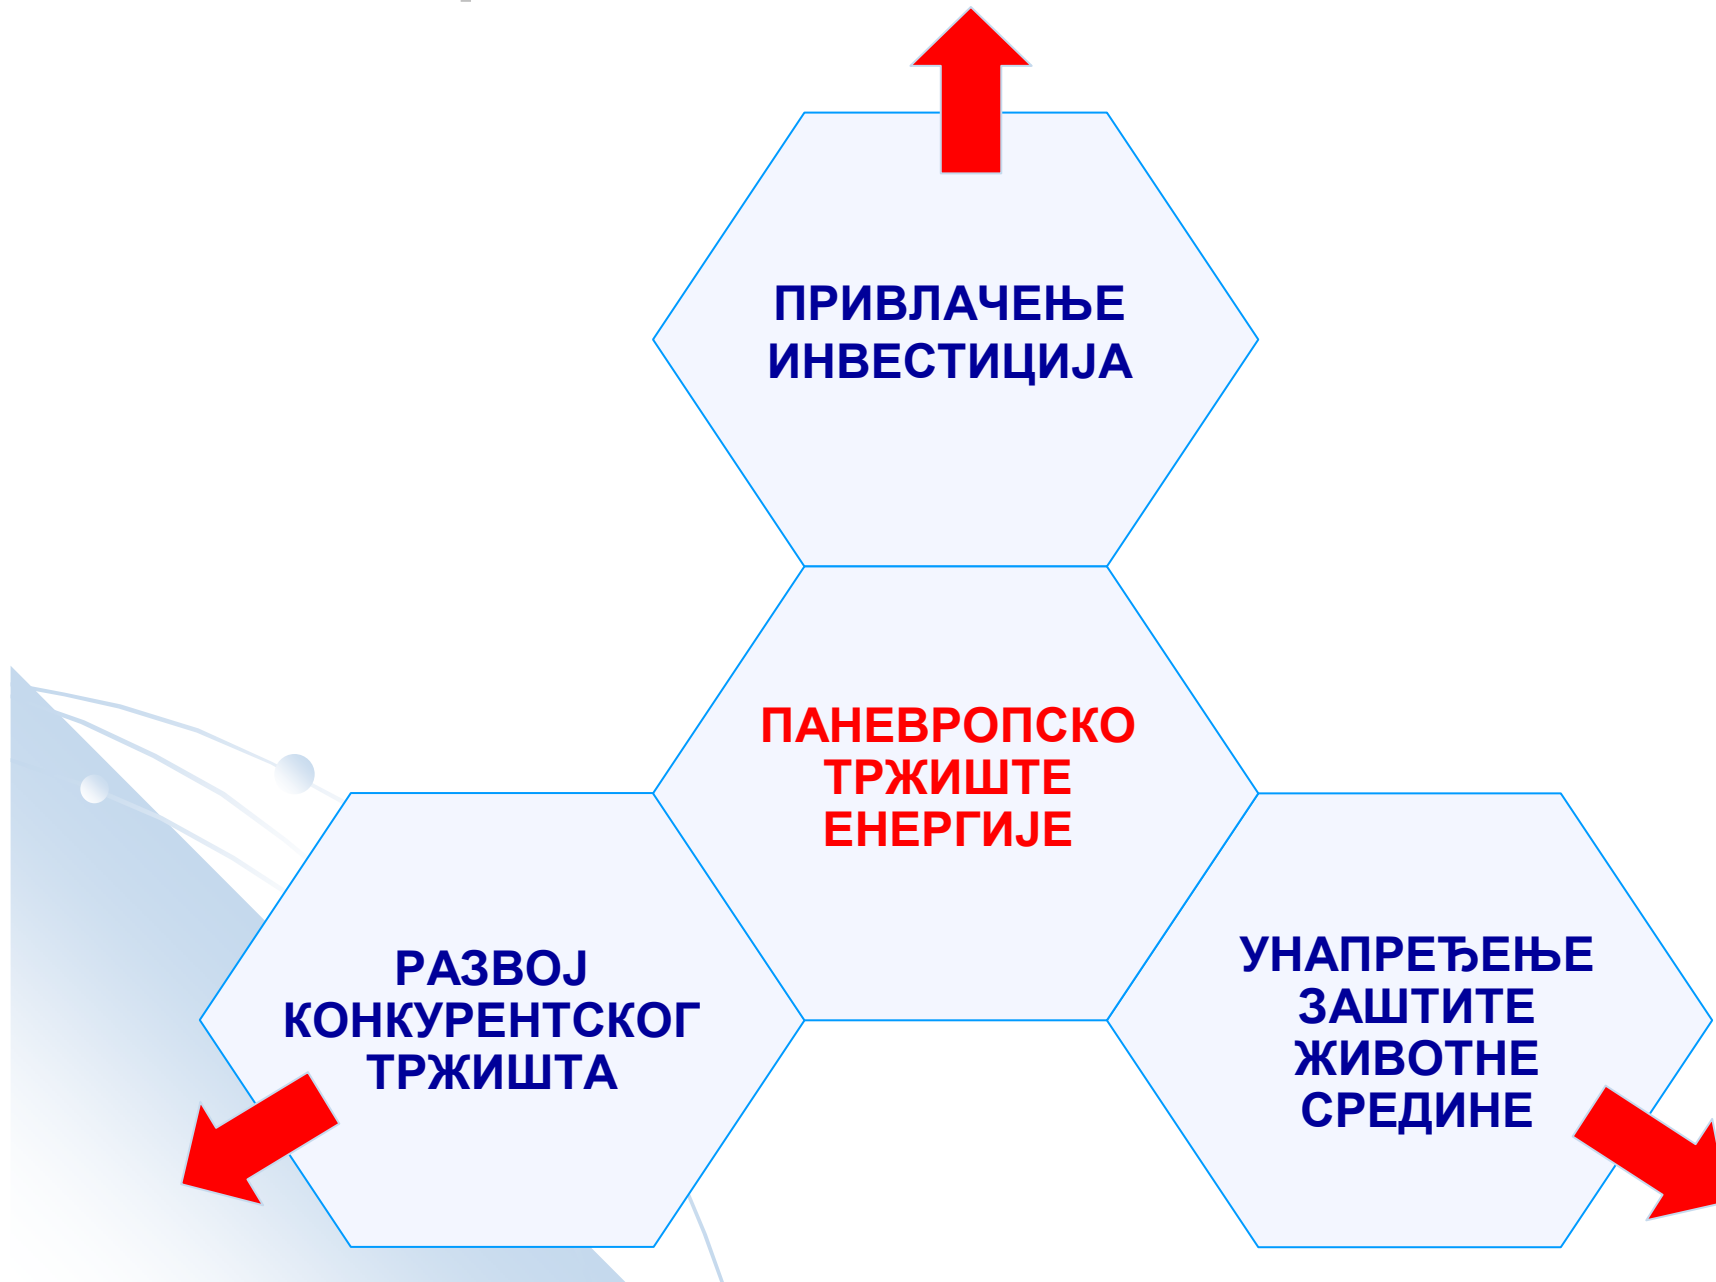 ПРИВЛАЧЕЊЕ
ИНВЕСТИЦИЈА
ПАНЕВРОПСКО
ТРЖИШТЕ
ЕНЕРГИЈЕ
РАЗВОЈ
КОНКУРЕНТСКОГ
ТРЖИШТА
УНАПРЕЂЕЊЕ
ЗАШТИТЕ
ЖИВОТНЕ
СРЕДИНЕ